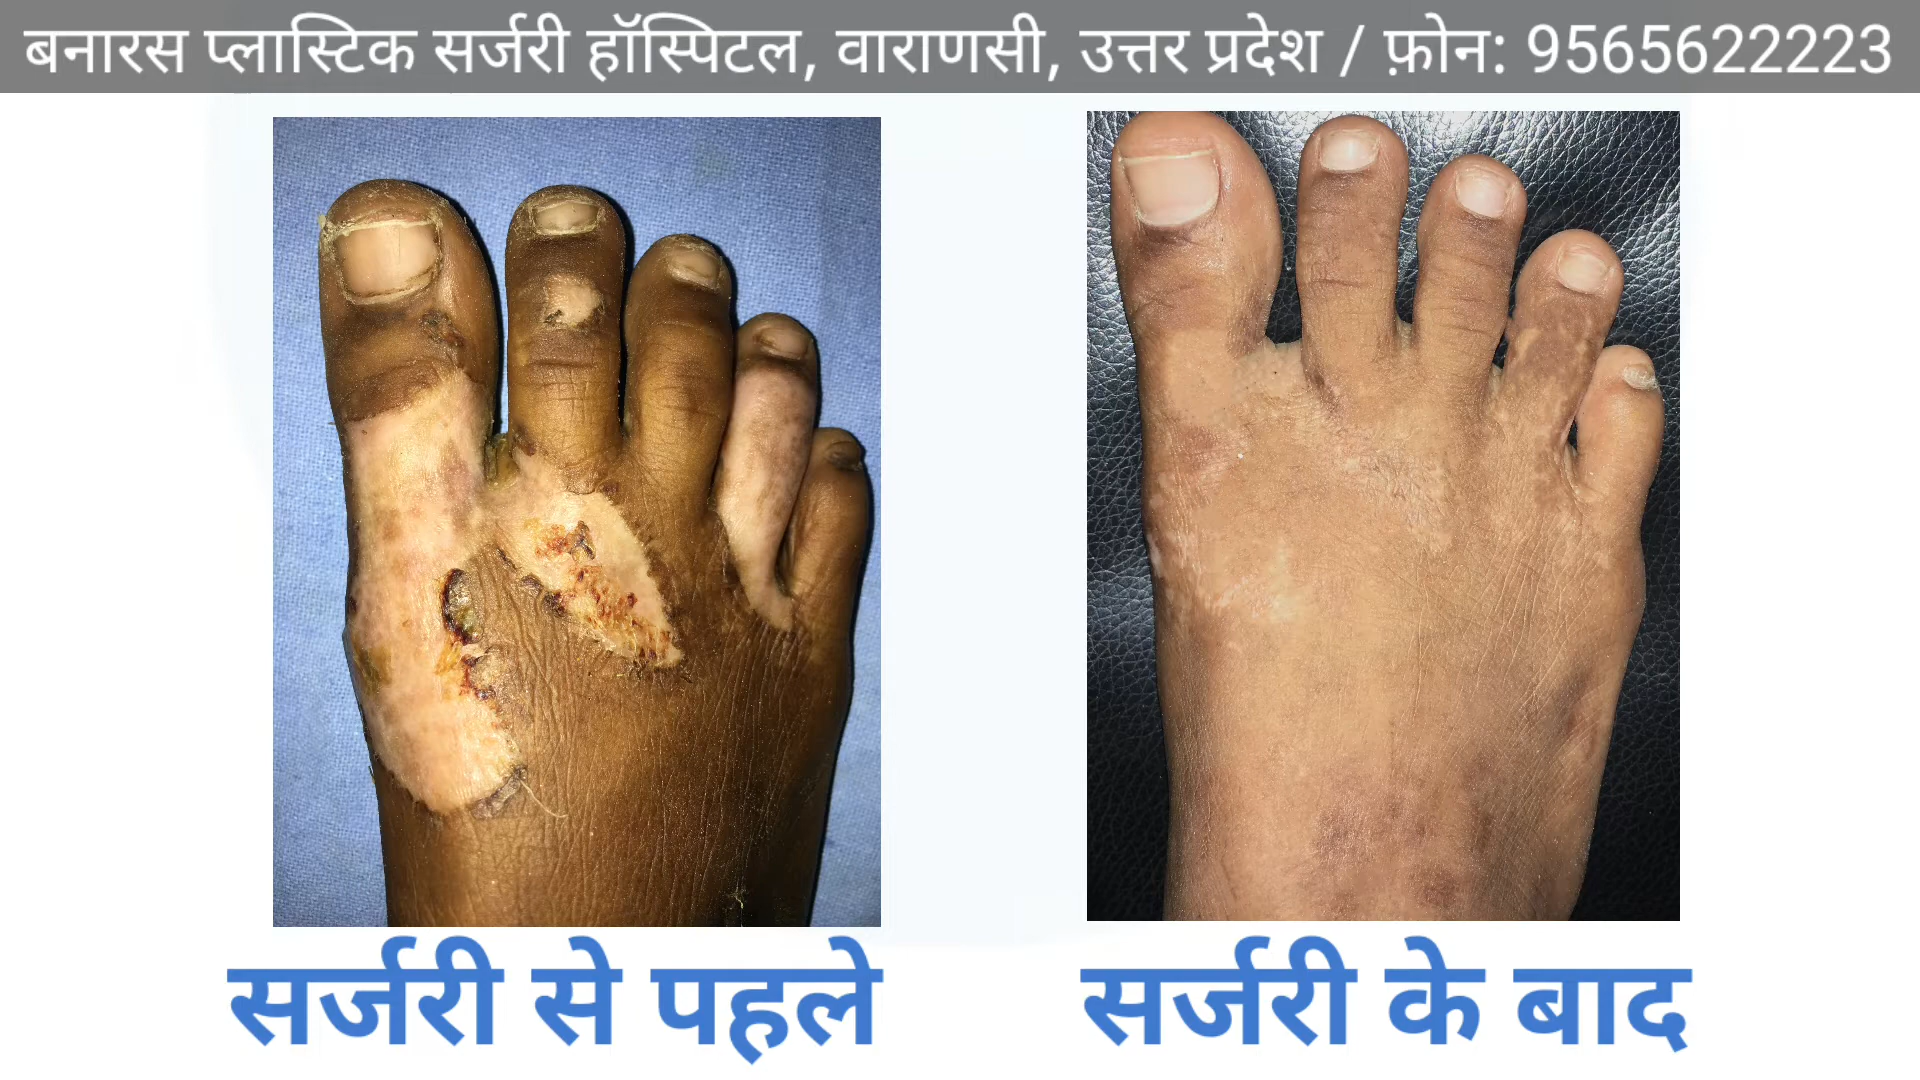 बनारस प्लास्टिक सर्जरी हॉस्पिटल, वाराणसी, उत्तर प्रदेश / फ़ोन: 9565622223
सर्जरी से पहले
सर्जरी के बाद